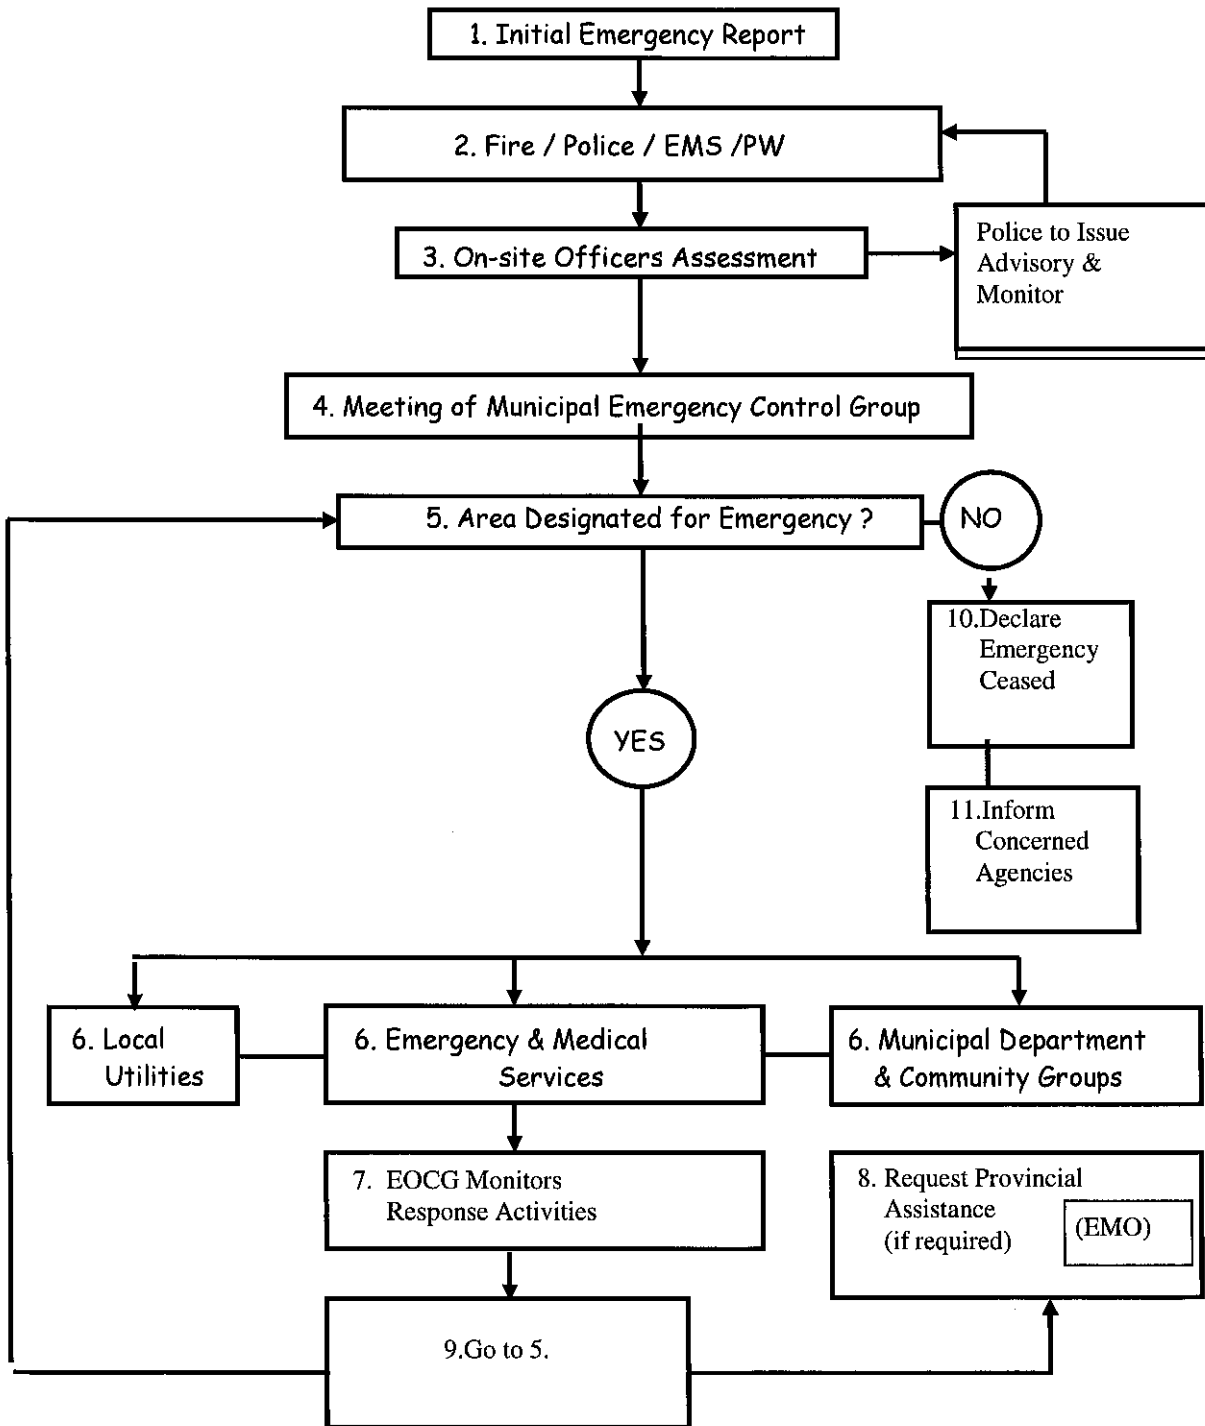 1. Initial Emergency Report
2. Fire / Police / EMS /PW
3. On-site Officers Assessment
Police to Issue
Advisory &
Monitor
4. Meeting of Municipal Emergency Control Group
5. Area Designated for Emergency ?
NO
10.Declare
Emergency
Ceased
YES
11.Inform
Concerned
Agencies
6. Local
Utilities
6. Emergency & Medical
Services
6. Municipal Department
& Community Groups
7. EOCG Monitors
Response Activities
8. Request Provincial
Assistance
(if required)
(EMO)
9.Go to 5.